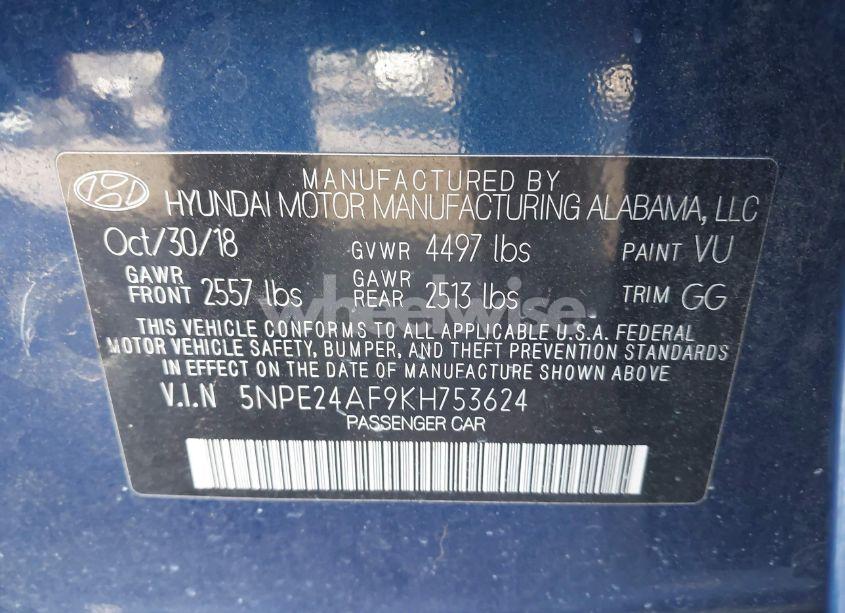 MANUFACTURED BY
HYUNDAI MOTOR MANUFACTURING ALABAMA, LLC
Oct/30/18 GVWR 4497 lbs PAINT VU
GAWR FRONT 2557 lbs GAWR REAR 2513 lbs TRIM GG
wheelwise
THIS VEHICLE CONFORMS TO ALL APPLICABLE U.S.A. FEDERAL
MOTOR VEHICLE SAFETY, BUMPER, AND THEFT PREVENTION STANDARDS
IN EFFECT ON THE DATE OF MANUFACTURE SHOWN ABOVE
V.I.N 5NPE24AF9KH753624
PASSENGER CAR